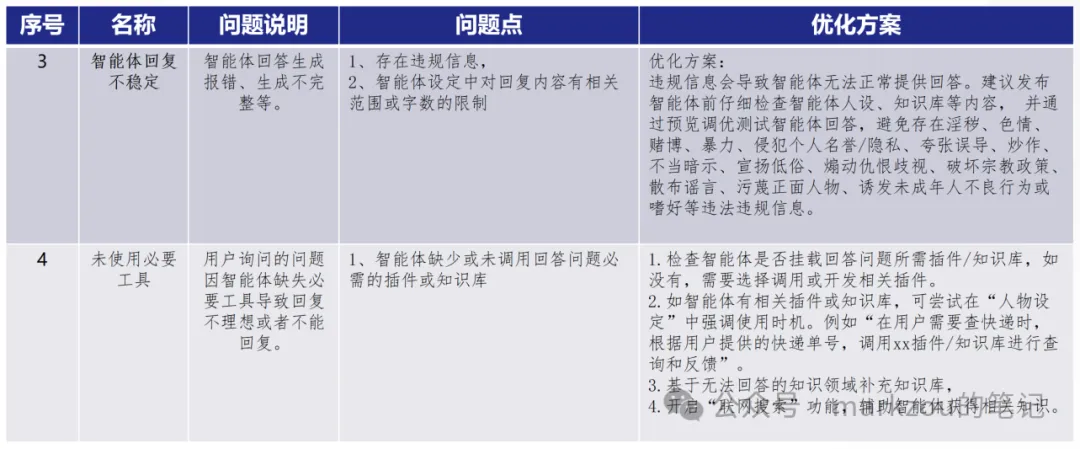 序号 名称 问题说明 问题点 优化方案
3
智能体回复
不稳定
智能体回答生成
报错、生成不完
整等。
1、存在违规信息，
2、智能体设定中对回复内容有相关
范围或字数的限制
优化方案：
违规信息会导致智能体无法正常提供回答。建议发布
智能体前仔细检查智能体人设、知识库等内容， 并通
过预览调优测试智能体回答，避免存在淫秽、色情、
赌博、暴力、侵犯个人名誉/隐私、夸张误导、炒作、
不当暗示、宣扬低俗、煽动仇恨歧视、破坏宗教政策、
散布谣言、污蔑正面人物、诱发未成年人不良行为或
嗜好等违法违规信息。
4
未使用必要
工具
用户询问的问题
因智能体缺失必
要工具导致回复
不理想或者不能
回复。
1、智能体缺少或未调用回答问题必
需的插件或知识库
1.检查智能体是否挂载回答问题所需插件/知识库，如
没有，需要选择调用或开发相关插件。
2.如智能体有相关插件或知识库，可尝试在“人物设
定”中强调使用时机。例如“在用户需要查快递时，
根据用户提供的快递单号，调用xx插件/知识库进行查
询和反馈”。
3.基于无法回答的知识领域补充知识库，
4.开启“联网搜索”功能，辅助智能体获得相关知识。
公众号 · markzou的笔记